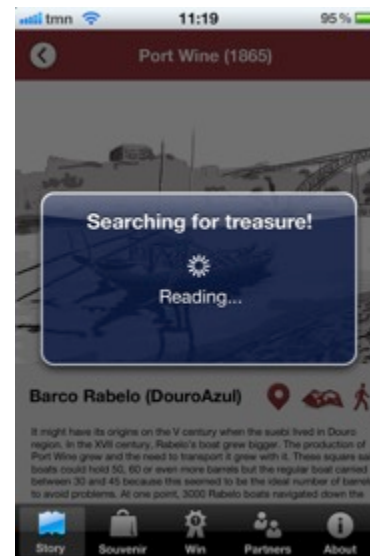 tmn 11:19 95 %
Port Wine (1865)
Searching for treasure!
Reading...
Barco Rabelo (DouroAzul)
It might have its origins on the V century when the suebi lived in Douro
region. In the XVII century, Rabelo's boat grew bigger. The production of
Port Wine grew and the need to transport it grew with it. These square sa
boats could hold 50, 60 or even more barrels but the regular boat carried
between 30 and 45 because this seemed to be the ideal number of barrel
to avoid problems. At one point, 3000 Rabelo boats navigated down the
Story Souvenir Win Partners About